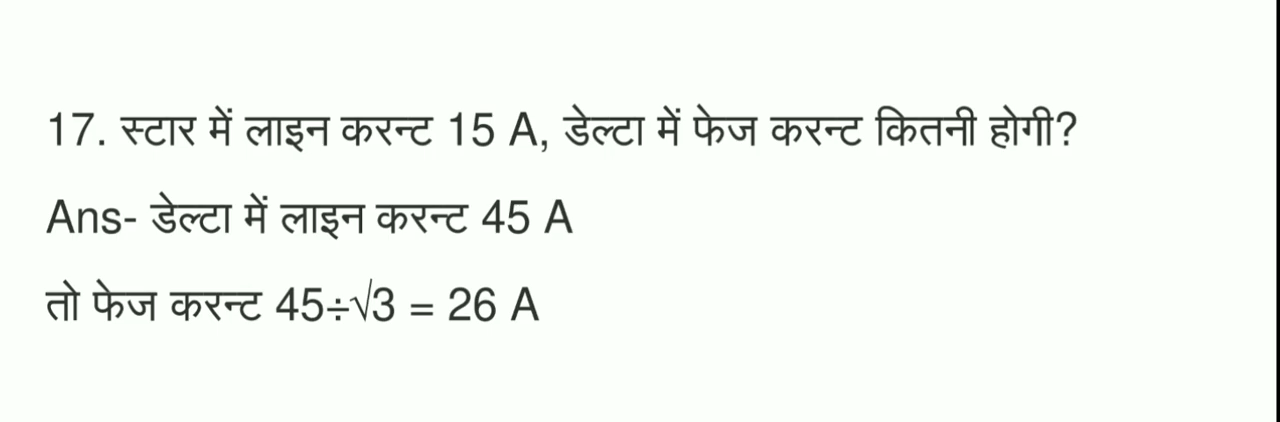 17. स्टार में लाइन करन्ट 15 A, डेल्टा में फेज करन्ट कितनी होगी?
Ans- डेल्टा में लाइन करन्ट 45 A
तो फेज करन्ट 45÷√3 = 26 A